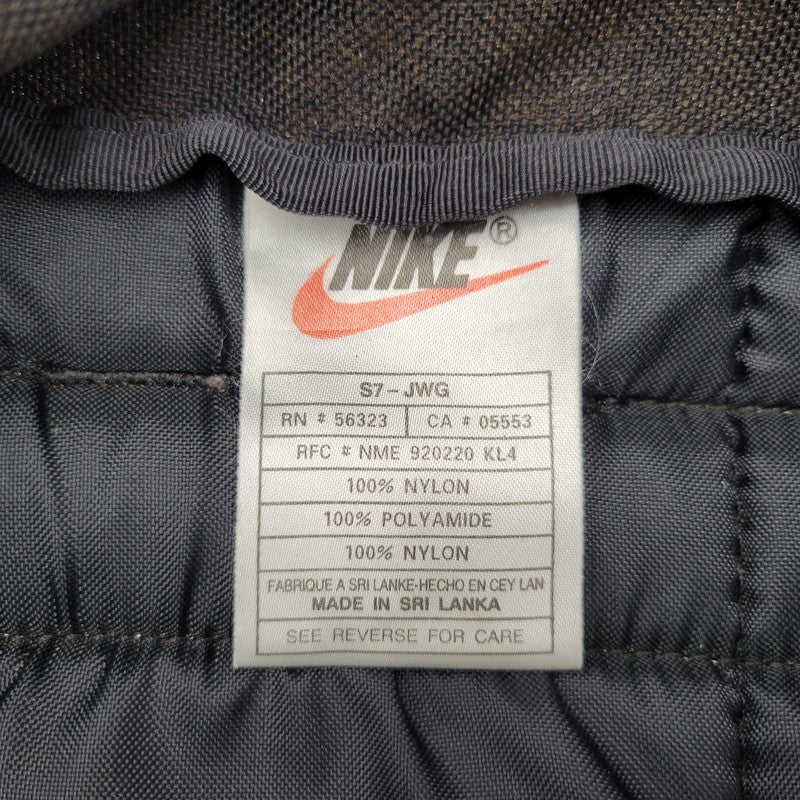 NIKE®
S7-JWG
RN # 56323 CA # 05553
RFC # NME 920220 KL4
100% NYLON
100% POLYAMIDE
100% NYLON
FABRIQUE A SRI LANKE-HECHO EN CEY LAN
MADE IN SRI LANKA
SEE REVERSE FOR CARE